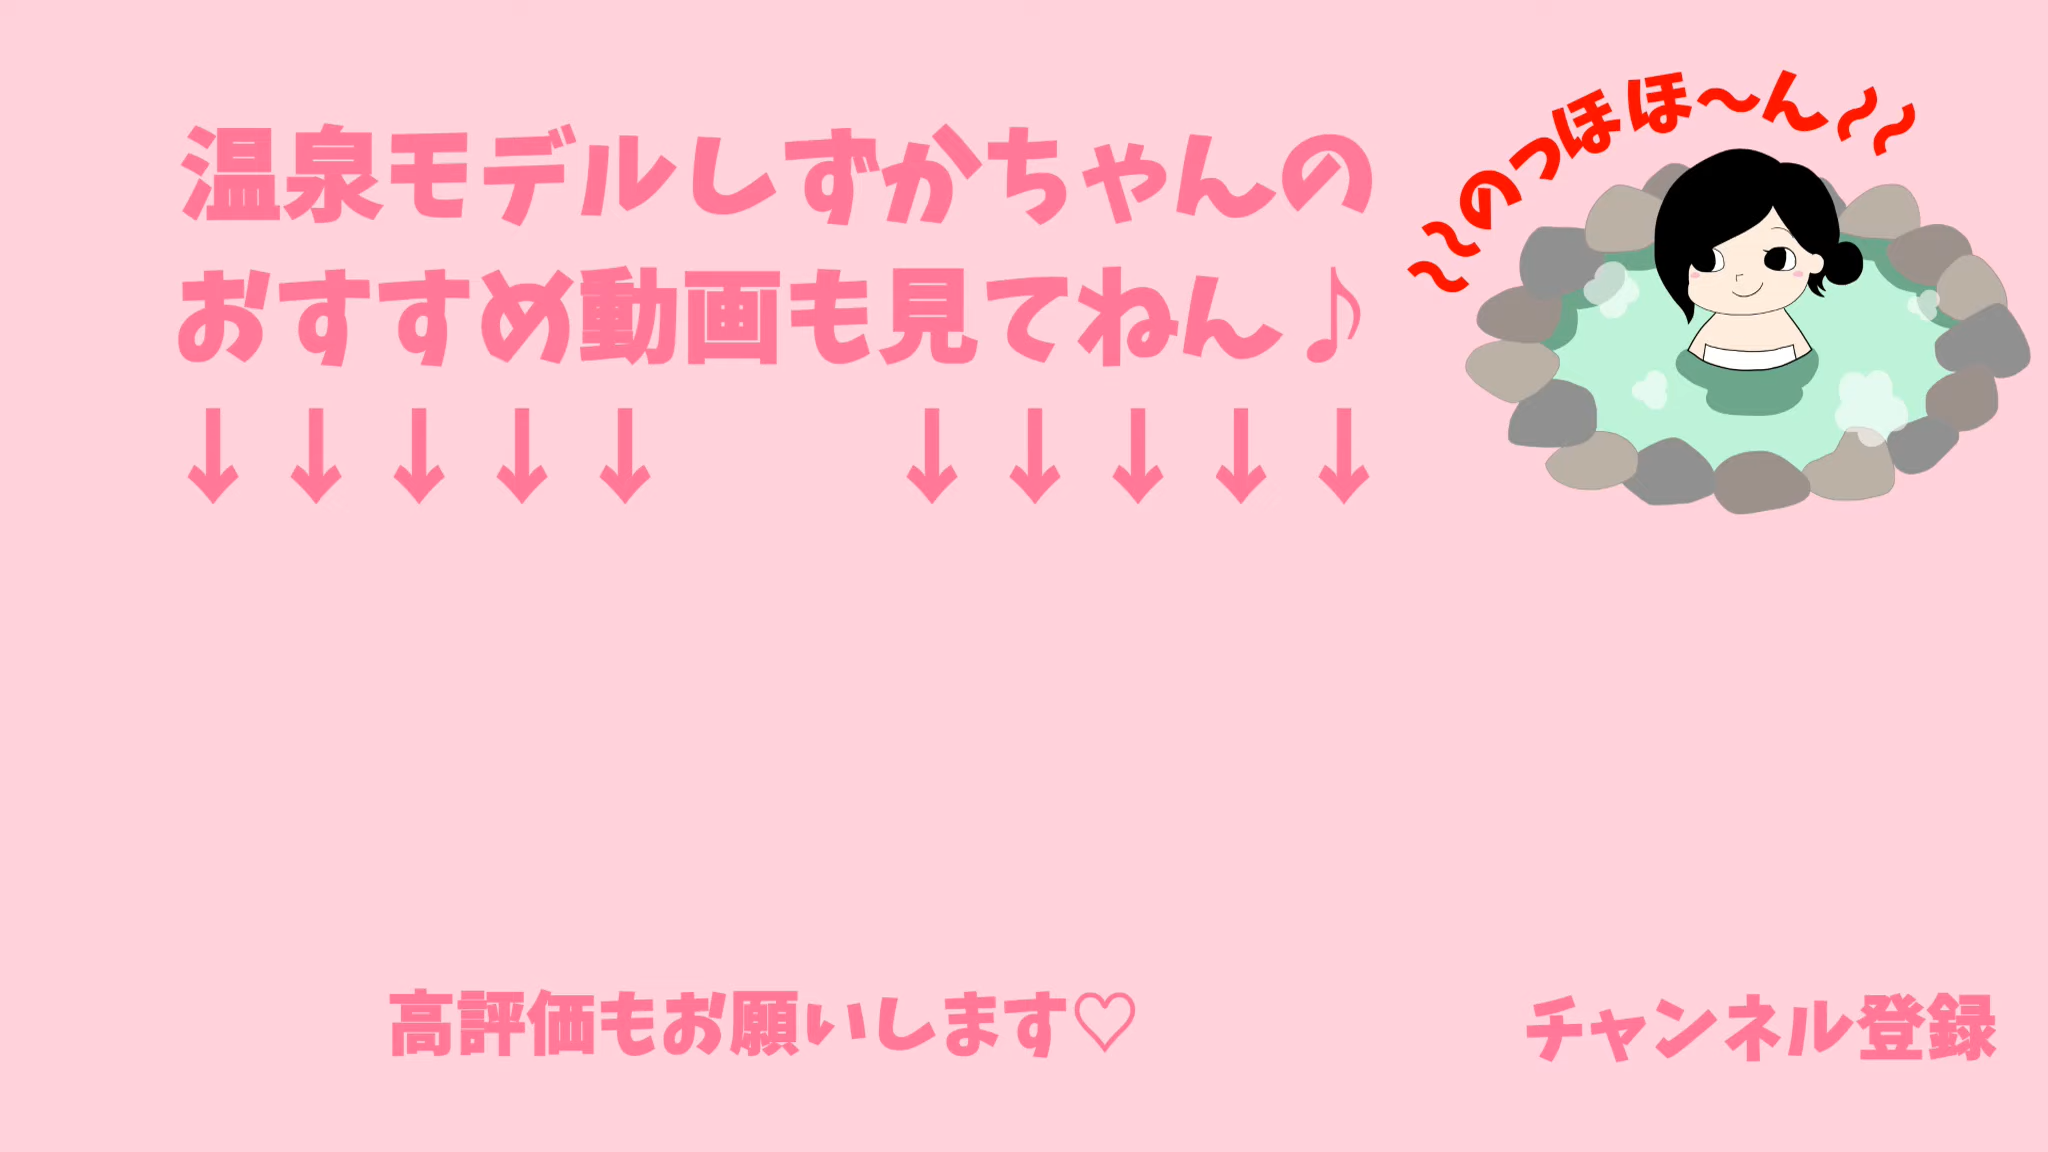 〜〜のっほほ〜ん〜〜
温泉モデルしずかちゃんの
おすすめ動画も見てねん♪
↓↓↓↓↓ ↓↓↓↓↓
高評価もお願いします♡
チャンネル登録